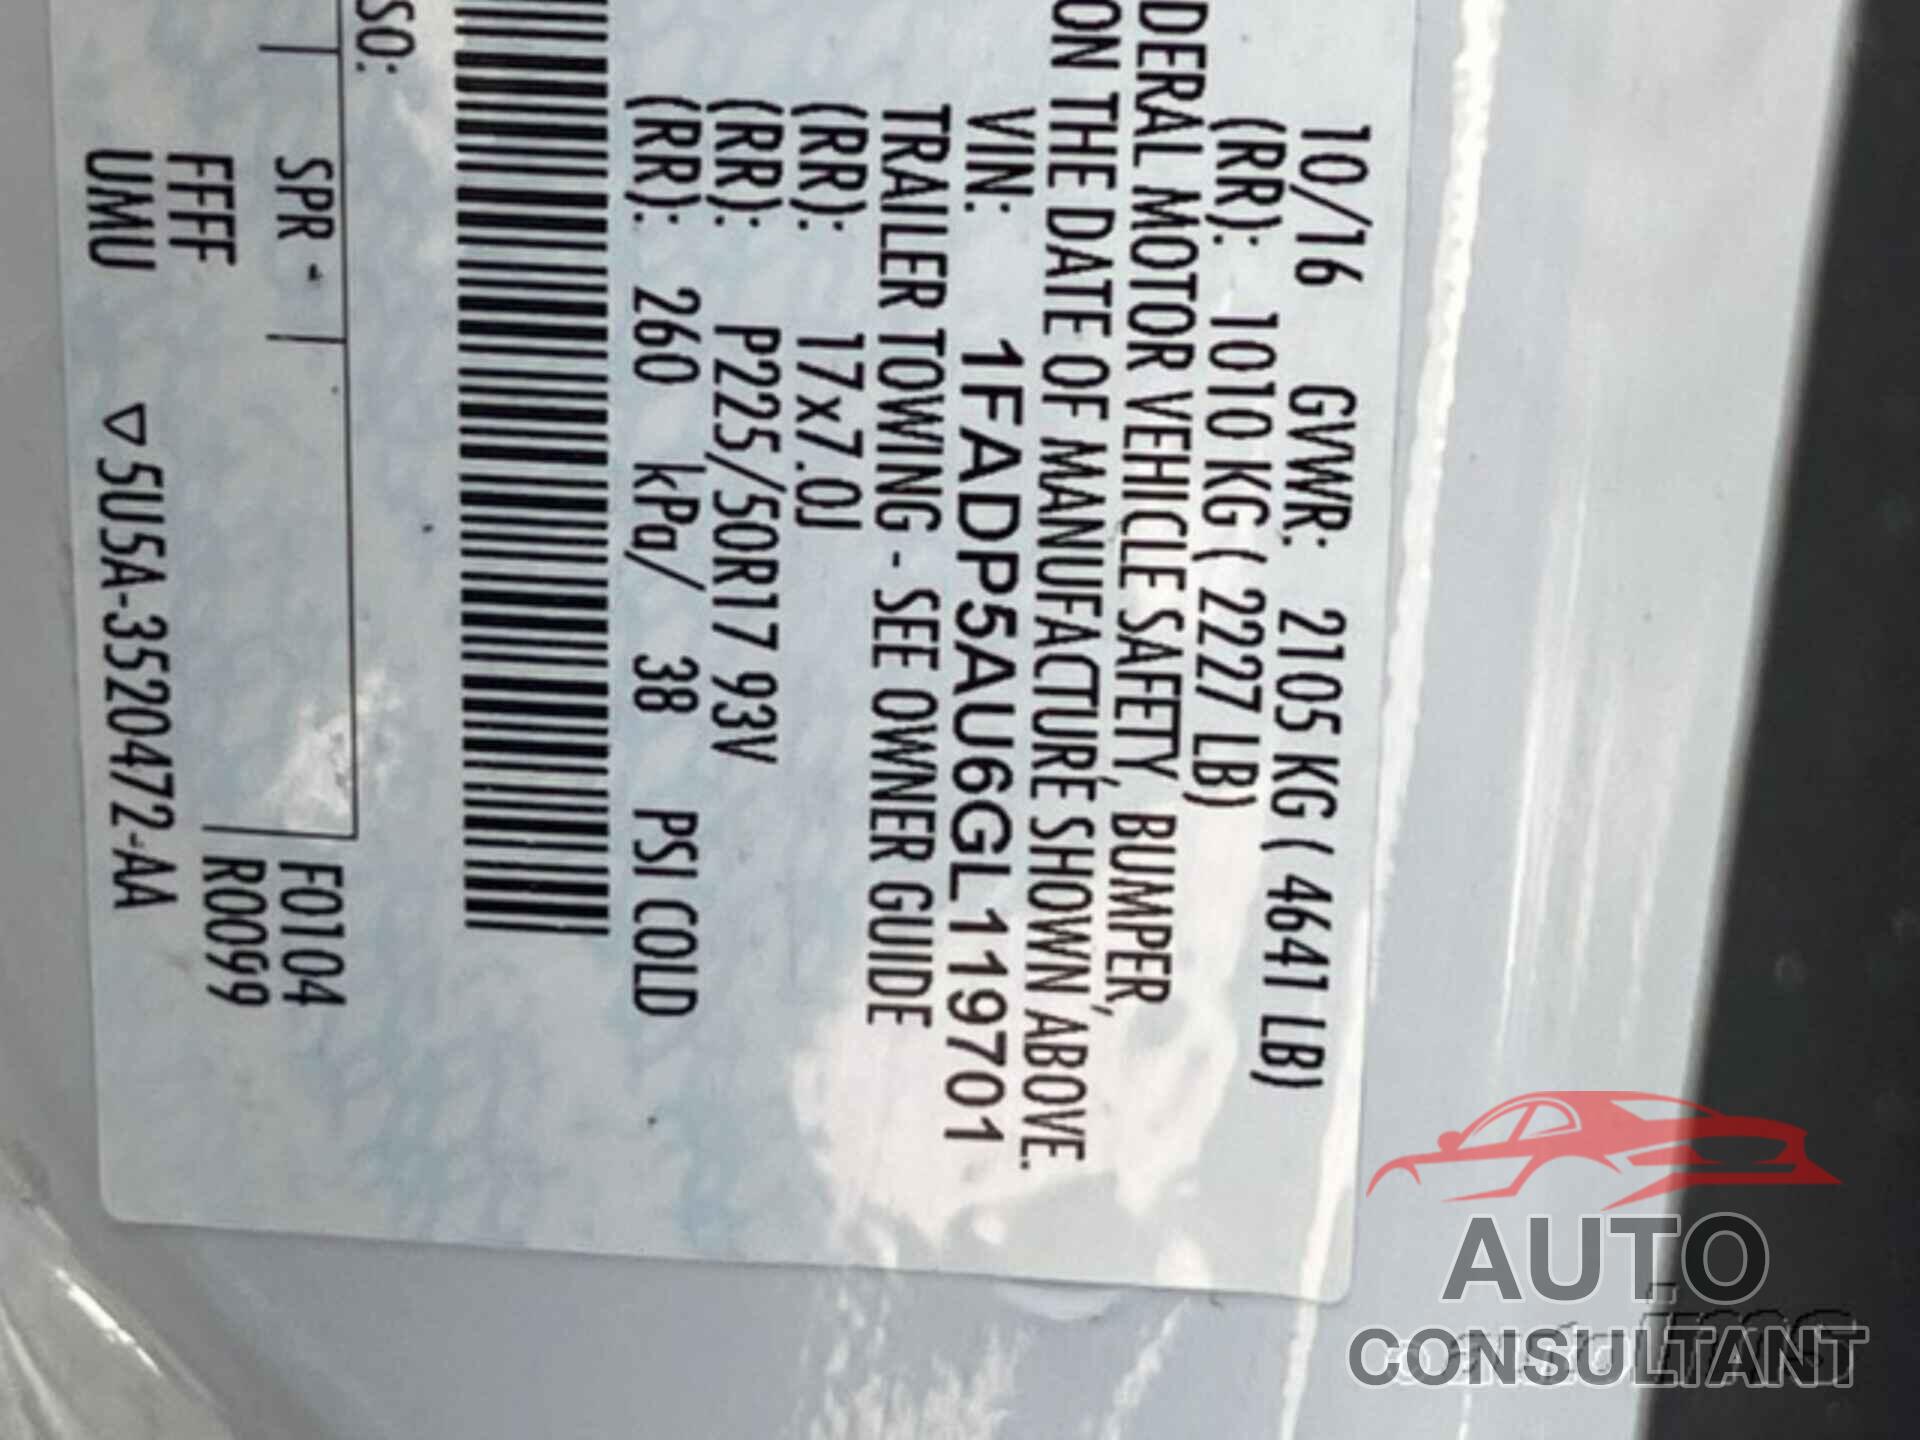 10/16 GVWR: 2105 KG ( 4641 LB)
(RR): 1010 KG ( 2227 LB)
DERAL MOTOR VEHICLE SAFETY, BUMPER,
ON THE DATE OF MANUFACTURE SHOWN ABOVE.
VIN: 1FADP5AU6GL119701
TRAILER TOWING - SEE OWNER GUIDE
(RR): 17x7.0J
(RR): P225/50R17 93V
(RR): 260 kPa/ 38 PSI COLD
SO:
SPR - F0104
FFFF R0099
UMU ▽5U5A-3520472-AA
AUTO
CONSULTANT